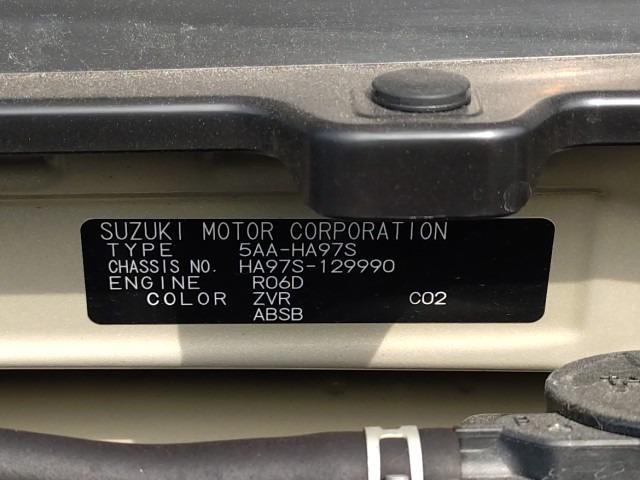 SUZUKI MOTOR CORPORATION
TYPE 5AA-HA97S
CHASSIS NO. HA97S-129990
ENGINE R06D
COLOR ZVR C02
ABSB